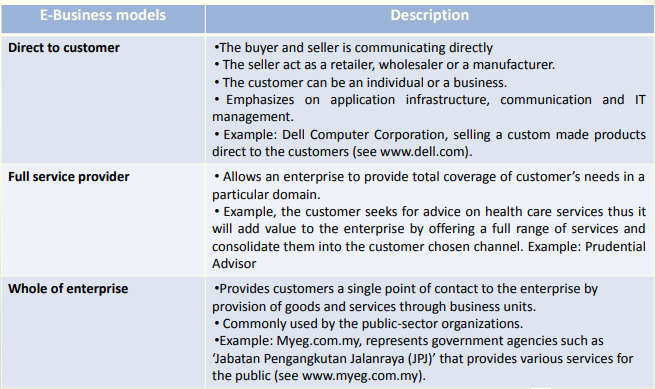 E-Business models
Description
Direct to customer
•The buyer and seller is communicating directly
• The seller act as a retailer, wholesaler or a manufacturer.
• The customer can be an individual or a business.
• Emphasizes on application infrastructure, communication and IT
management.
• Example: Dell Computer Corporation, selling a custom made products
direct to the customers (see www.dell.com).
Full service provider
• Allows an enterprise to provide total coverage of customer's needs in a
particular domain.
• Example, the customer seeks for advice on health care services thus it
will add value to the enterprise by offering a full range of services and
consolidate them into the customer chosen channel. Example: Prudential
Advisor
Whole of enterprise
•Provides customers a single point of contact to the enterprise by
provision of goods and services through business units.
• Commonly used by the public-sector organizations.
•Example: Myeg.com.my, represents government agencies such as
'Jabatan Pengangkutan Jalanraya (JPJ)' that provides various services for
the public (see www.myeg.com.my).